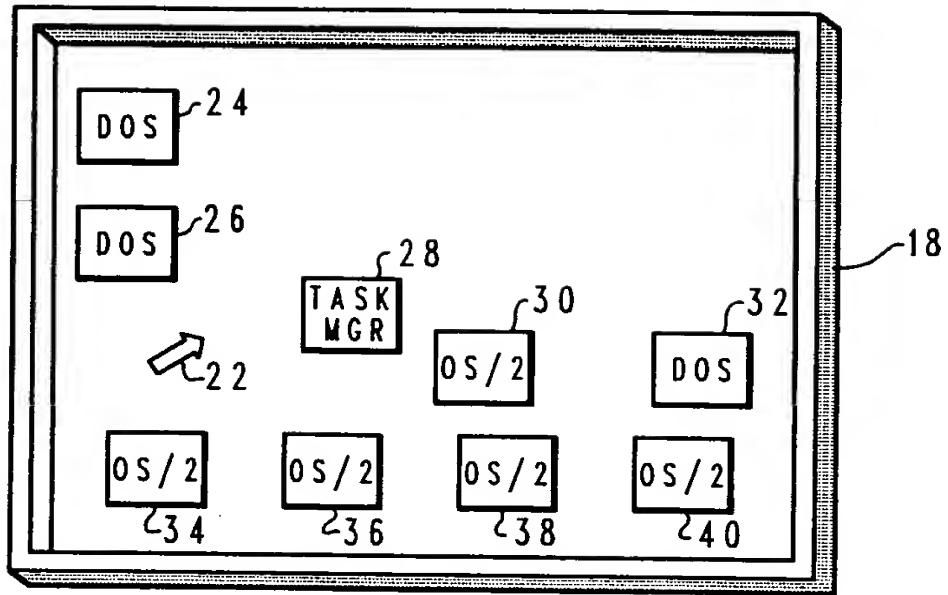 DOS 24
DOS 26
18
TASK MGR 28
OS/2 30
DOS 32
22
OS/2 OS/2 OS/2 OS/2
34 36 38 40